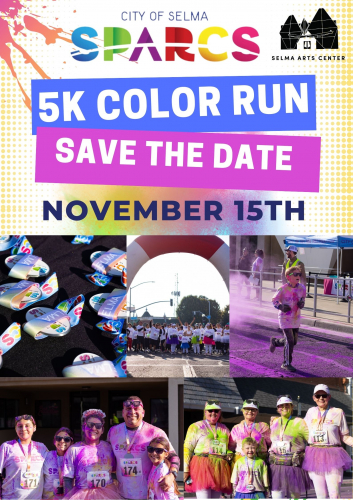 CITY OF SELMA
SPARCS
SELMA ARTS CENTER
5K COLOR RUN
SAVE THE DATE
NOVEMBER 15TH
171
170
174